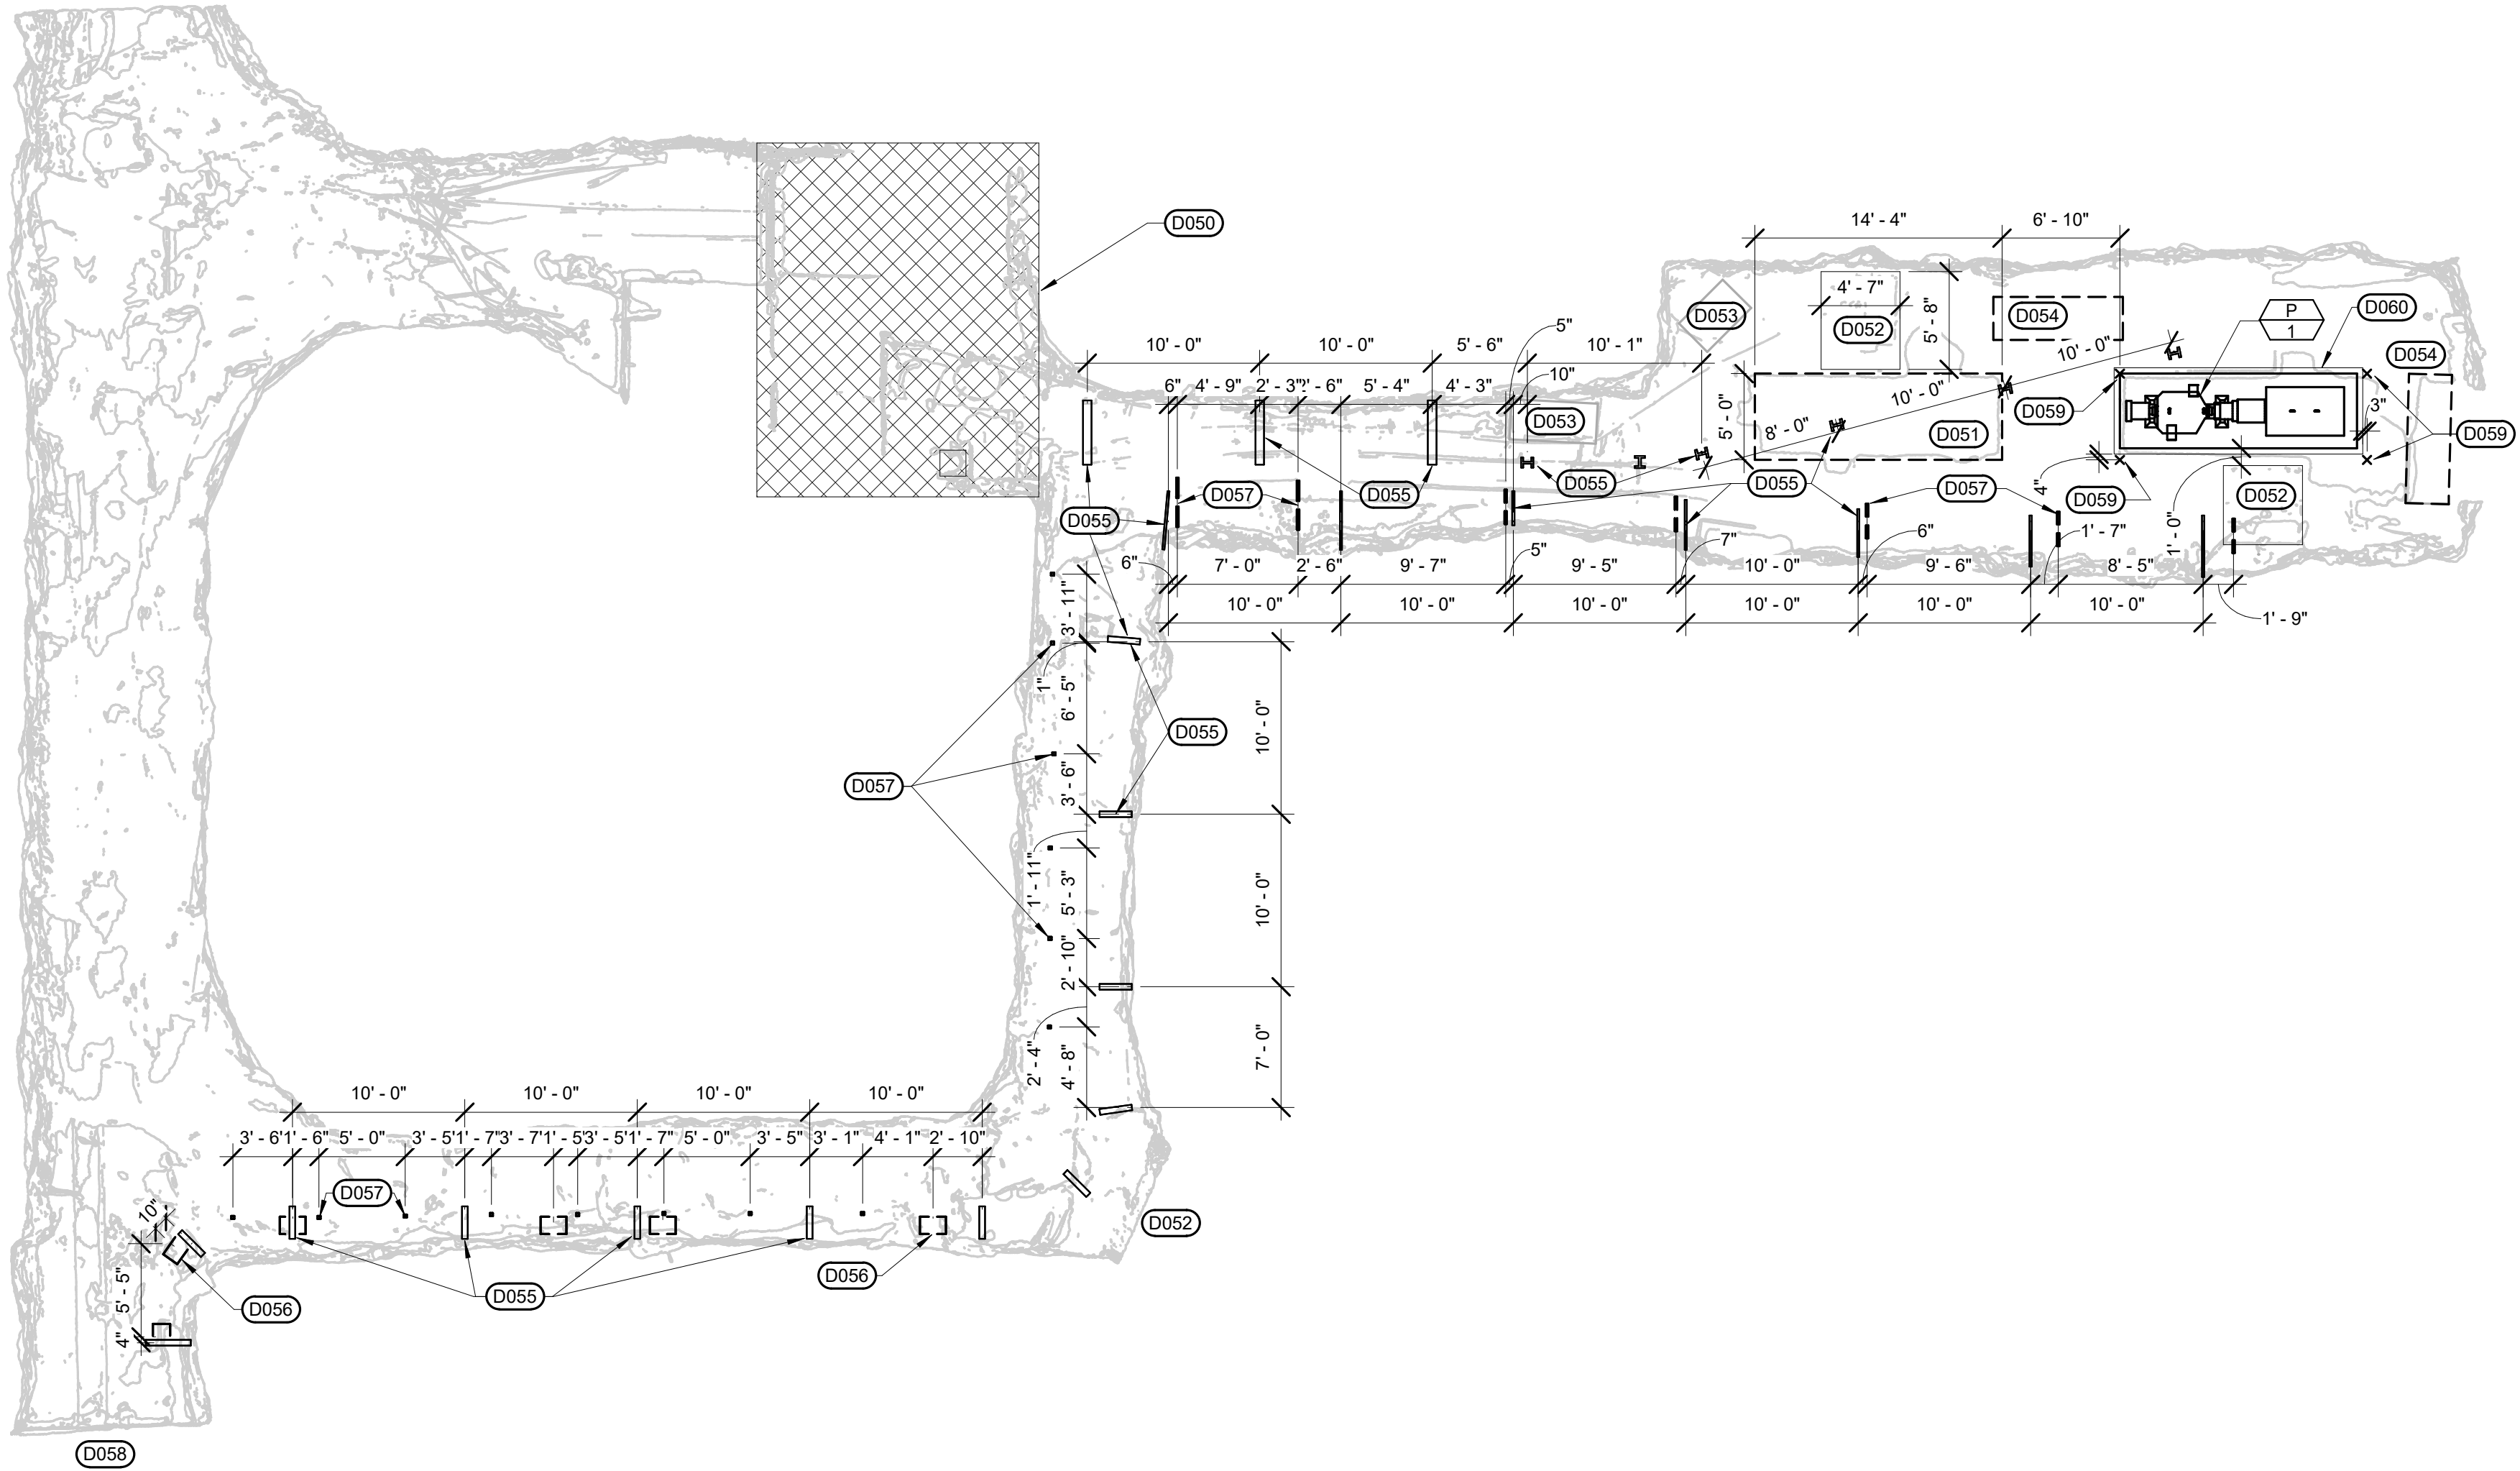 14' - 4"
6' - 10"
D050
4' - 7"
5' - 8"
D053
D052
D054
P
1
D060
5"
10' - 0"
10' - 0"
5' - 6"
10' - 1"
10' - 0"
D054
10"
6"
4' - 9"
2' - 3"
2' - 6"
5' - 4"
4' - 3"
10' - 0"
D053
5' - 0"
8' - 0"
D051
D059
3"
D059
D057
D055
D055
D055
D057
4"
D059
D052
D055
1' - 0"
6"
7' - 0"
2' - 6"
9' - 7"
5"
9' - 5"
7"
10' - 0"
6"
9' - 6"
1' - 7"
8' - 5"
3' - 11"
10' - 0"
10' - 0"
10' - 0"
10' - 0"
10' - 0"
10' - 0"
1' - 9"
1"
6' - 5"
D055
10' - 0"
D057
3' - 6"
1' - 11"
5' - 3"
10' - 0"
2' - 10"
2' - 4"
4' - 8"
7' - 0"
10' - 0"
10' - 0"
10' - 0"
10' - 0"
3' - 6"
1' - 6"
5' - 0"
3' - 5"
1' - 7"
3' - 7"
1' - 5"
3' - 5"
1' - 7"
5' - 0"
3' - 5"
3' - 1"
4' - 1"
2' - 10"
D057
10"
D052
5' - 5"
D056
D055
D056
4"
D058